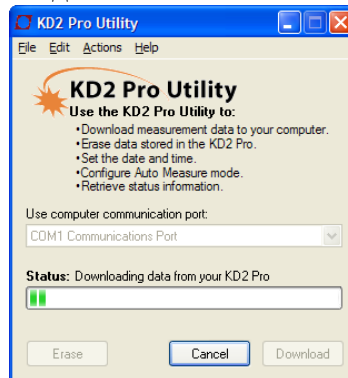 KD2 Pro Utility
File Edit Actions Help
KD2 Pro Utility
Use the KD2 Pro Utility to:
•Download measurement data to your computer.
•Erase data stored in the KD2 Pro.
•Set the date and time.
•Configure Auto Measure mode.
•Retrieve status information.
Use computer communication port:
COM1 Communications Port
Status: Downloading data from your KD2 Pro
Erase Cancel Download